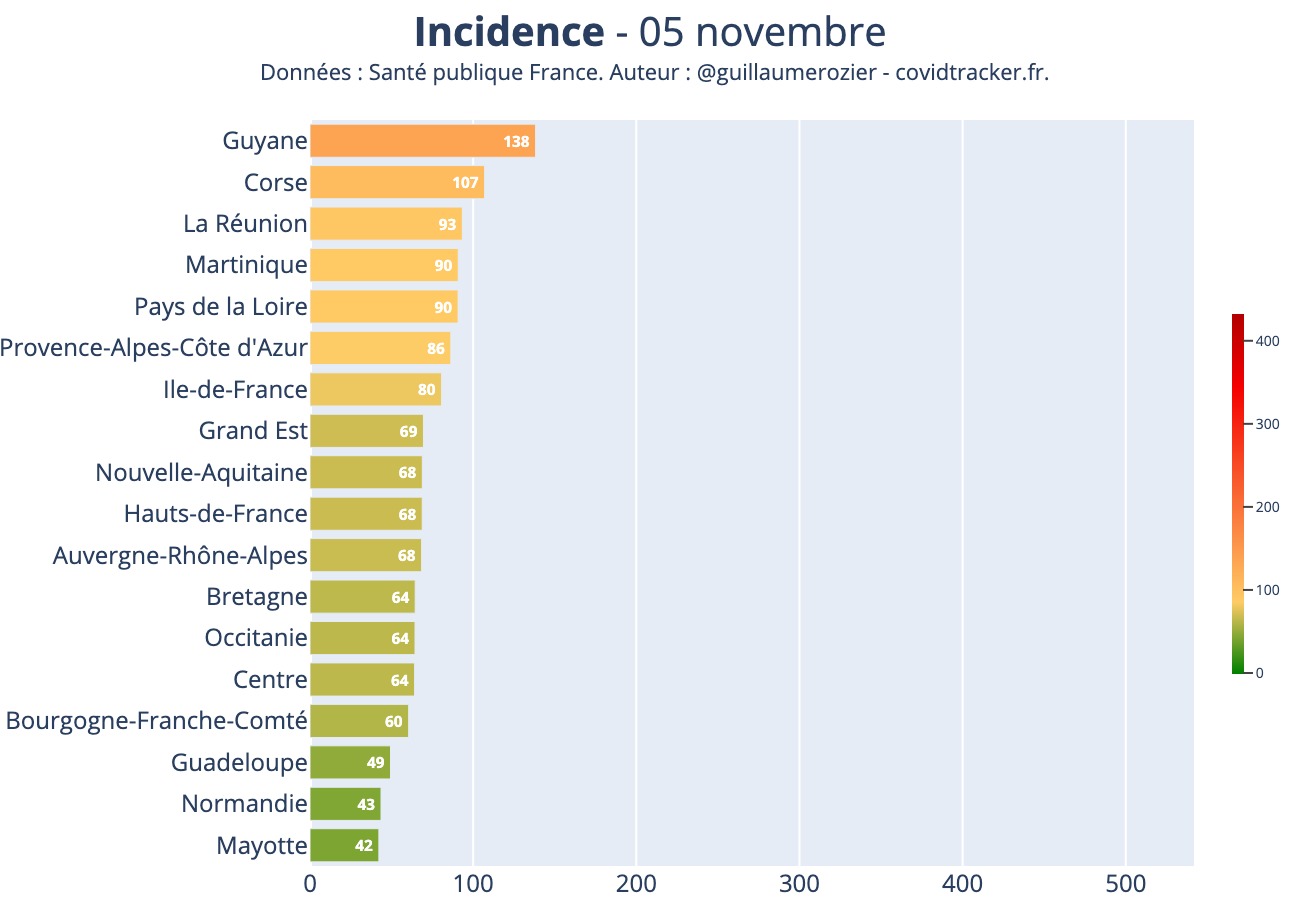 Incidence - 05 novembre
Données : Santé publique France. Auteur : @guillaumerozier - covidtracker.fr.
Guyane 138
Corse 107
La Réunion 93
Martinique 90
Pays de la Loire 90
Provence-Alpes-Côte d'Azur 86
Ile-de-France 80
Grand Est 69
Nouvelle-Aquitaine 68
Hauts-de-France 68
Auvergne-Rhône-Alpes 68
Bretagne 64
Occitanie 64
Centre 64
Bourgogne-Franche-Comté 60
Guadeloupe 49
Normandie 43
Mayotte 42
0 100 200 300 400 500
400
300
200
100
0